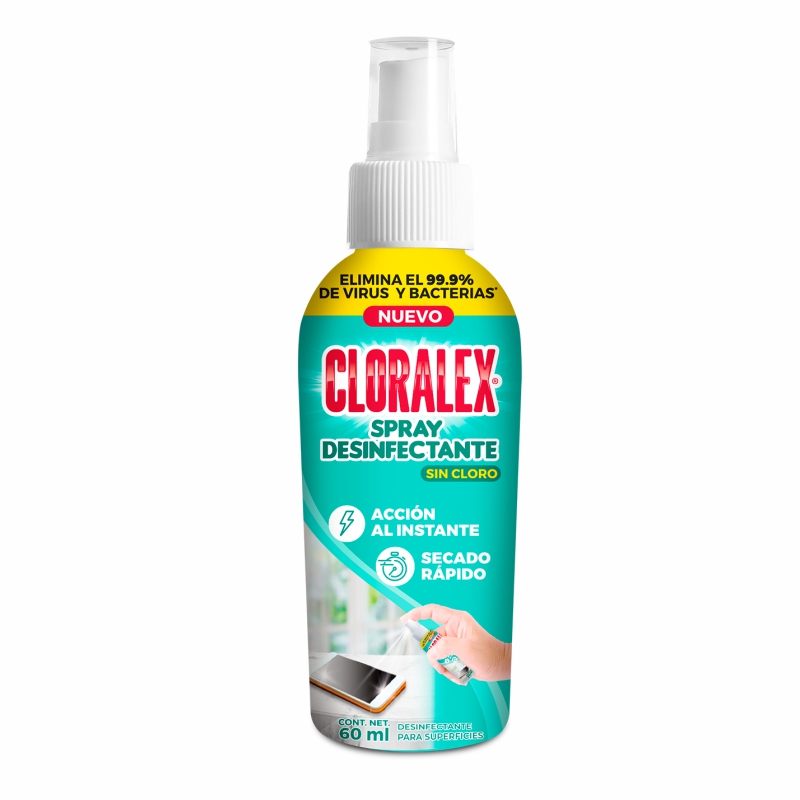 ELIMINA EL 99.9%
DE VIRUS Y BACTERIAS*
NUEVO
CLORALEX®
SPRAY
DESINFECTANTE
SIN CLORO
ACCIÓN
AL INSTANTE
SECADO
RÁPIDO
CONT. NET.
60 ml
DESINFECTANTE
PARA SUPERFICIES